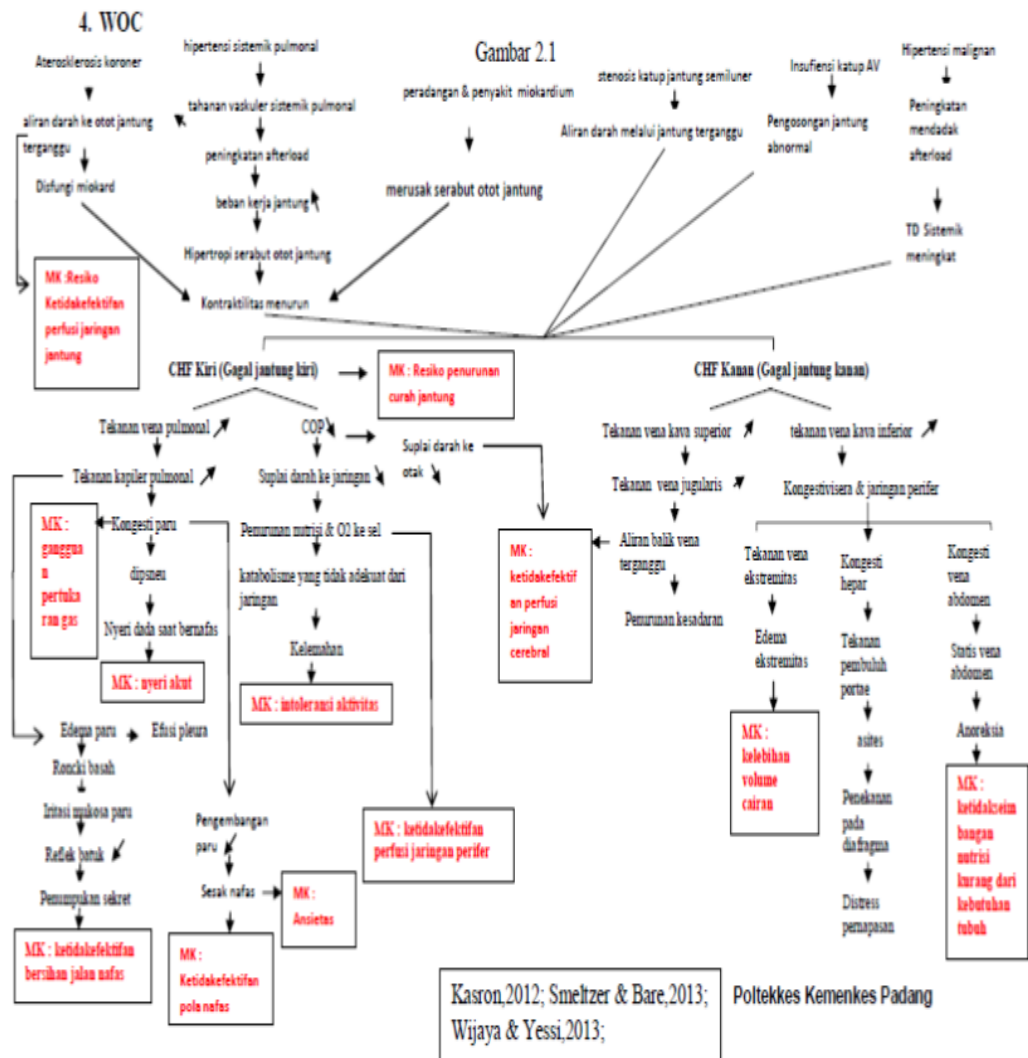 4. WOC
Gambar 2.1
Aterosklerosis koroner
aliran darah ke otot jantung
terganggu
Disfungi miokard
MK :Resiko
Ketidakefektifan
perfusi jaringan
jantung
hipertensi sistemik pulmonal
tahanan vaskuler sistemik pulmonal
peningkatan afterload
beban kerja jantung
Hipertropi serabut otot jantung
Kontraktilitas menurun
peradangan & penyakit miokardium
merusak serabut otot jantung
stenosis katup jantung semiluner
Aliran darah melalui jantung terganggu
Insufiensi katup AV
Pengosongan jantung
abnormal
Hipertensi malignan
Peningkatan
mendadak
afterload
TD Sistemik
meningkat
CHF Kiri (Gagal jantung kiri)
MK : Resiko penurunan
curah jantung
CHF Kanan (Gagal jantung kanan)
Tekanan vena pulmonal
Tekanan kapiler pulmonal
MK :
ganggua
n
pertuka
ran gas
Kongesti paru
dipsneu
Nyeri dada saat bernafas
MK : nyeri akut
Edema paru
Efusi pleura
Roncki basah
Iritasi mukosa paru
Reflek batuk
Penumpukan sekret
MK : ketidakefektifan
bersihan jalan nafas
Pengembangan
paru
Sesak nafas
MK :
Ansietas
MK :
Ketidakefektifan
pola nafas
COP
Suplai darah ke jaringan
Penurunan nutrisi & O2 ke sel
katabolisme yang tidak adekuat dari
jaringan
Kelemahan
MK : intoleransi aktivitas
MK : ketidakefektifan
perfusi jaringan perifer
Suplai darah ke
otak
MK :
ketidakefektif
an perfusi
jaringan
cerebral
Tekanan vena kava superior
Tekanan vena jugularis
Aliran balik vena
terganggu
Penurunan kesadaran
tekanan vena kava inferior
Kongestivisera & jaringan perifer
Tekanan vena
ekstremitas
Edema
ekstremitas
MK :
kelebihan
volume
cairan
Kongesti
hepar
Tekanan
pembuluh
portae
asites
Penekanan
pada
diafragma
Distress
pernapasan
Kongesti
vena
abdomen
Statis vena
abdomen
Anoreksia
MK :
ketidakseim
bangan
nutrisi
kurang dari
kebutuhan
tubuh
Kasron,2012; Smeltzer & Bare,2013;
Wijaya & Yessi,2013;
Poltekkes Kemenkes Padang